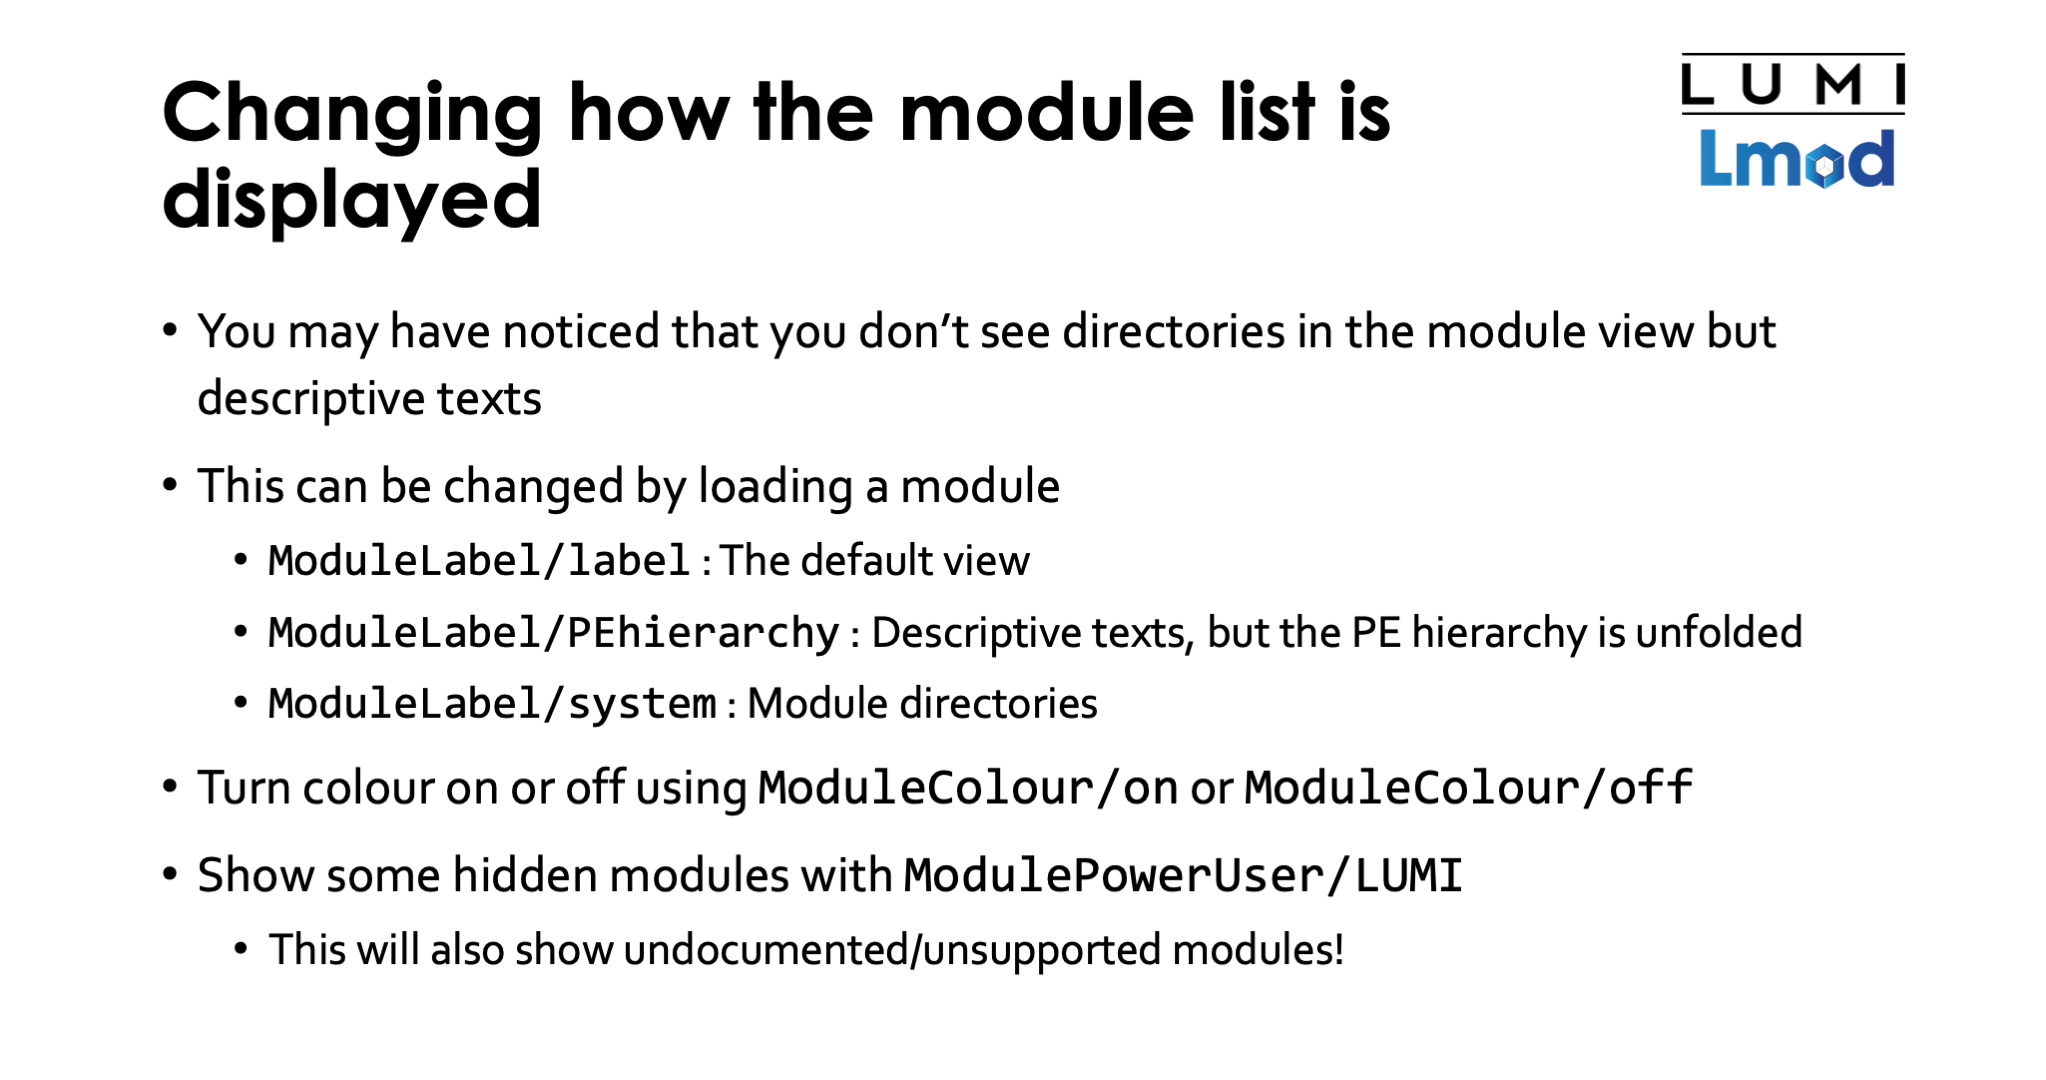 Changing how the module list is
displayed
LUMI
Lmod
• You may have noticed that you don’t see directories in the module view but
descriptive texts
• This can be changed by loading a module
• ModuleLabel/label : The default view
• ModuleLabel/PEhierarchy : Descriptive texts, but the PE hierarchy is unfolded
• ModuleLabel/system : Module directories
• Turn colour on or off using ModuleColour/on or ModuleColour/off
• Show some hidden modules with ModulePowerUser/LUMI
• This will also show undocumented/unsupported modules!